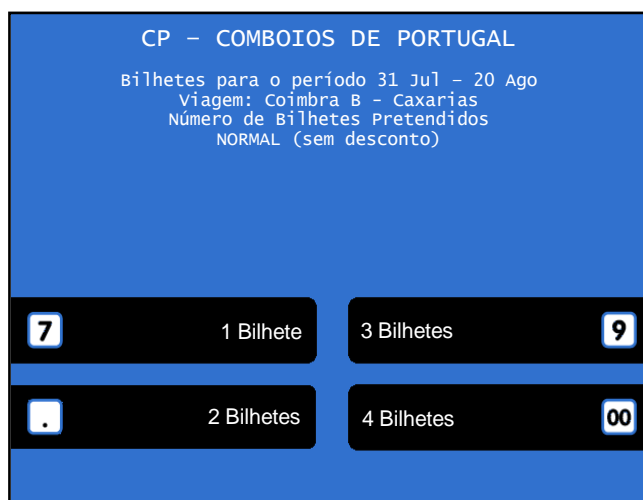 CP – COMBOIOS DE PORTUGAL
Bilhetes para o período 31 Jul – 20 Ago
Viagem: Coimbra B - Caxarias
Número de Bilhetes Pretendidos
NORMAL (sem desconto)
7 1 Bilhete
3 Bilhetes 9
. 2 Bilhetes
4 Bilhetes 00